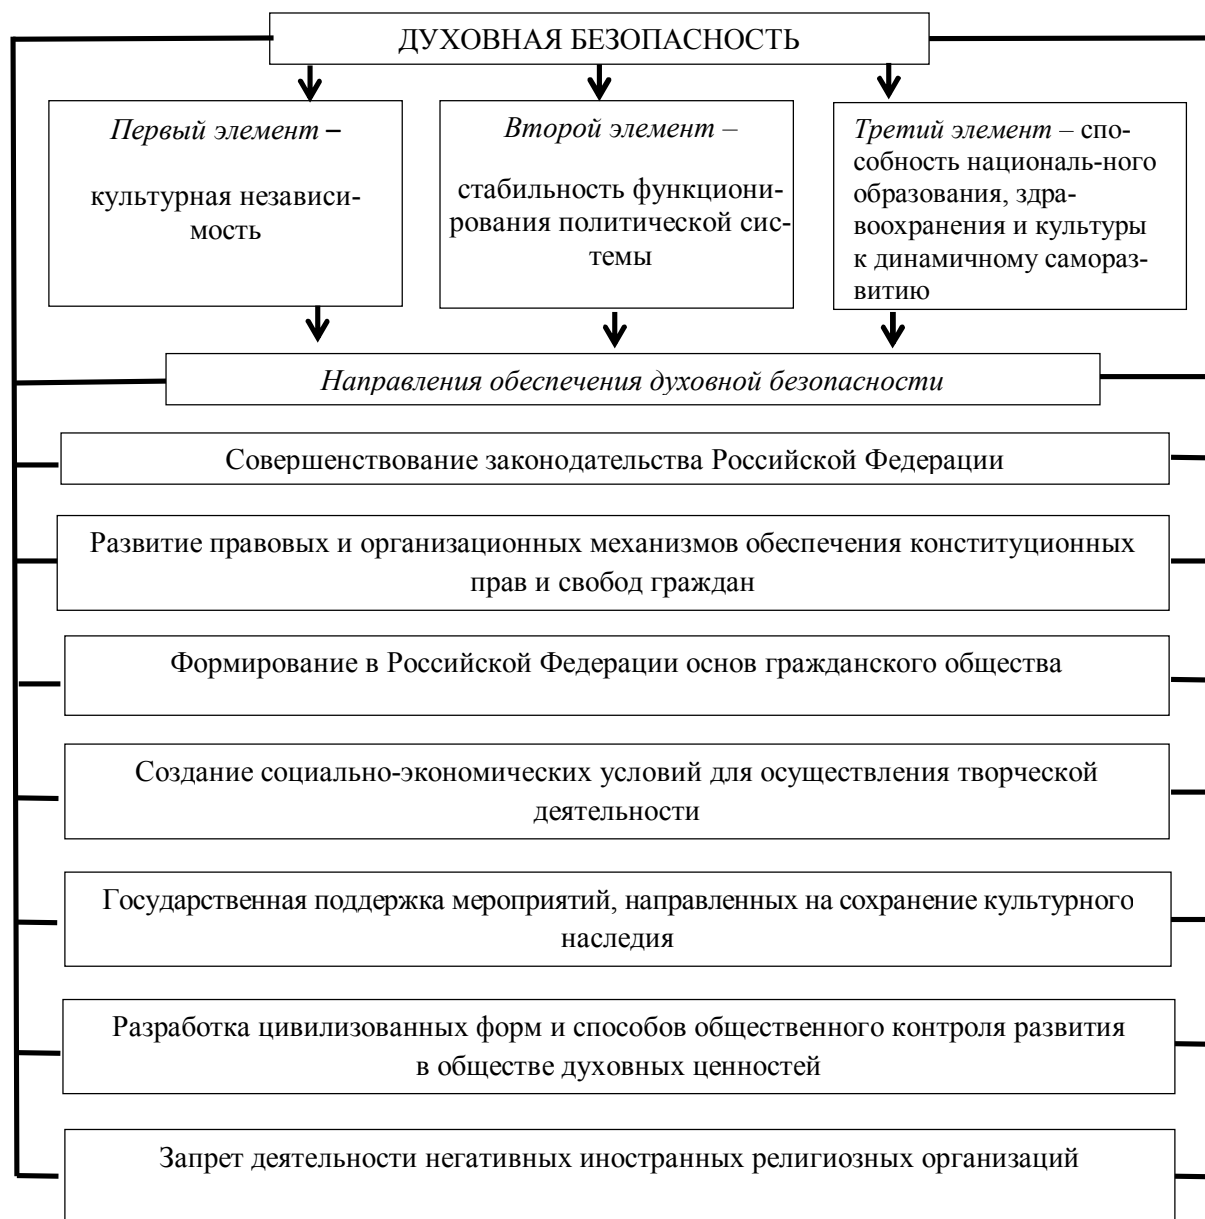 ДУХОВНАЯ БЕЗОПАСНОСТЬ
Первый элемент –
культурная независи-
мость
Второй элемент –
стабильность функциони-
рования политической сис-
темы
Третий элемент – спо-
собность националь-ного
образования, здра-
воохранения и культуры
к динамичному самораз-
витию
Направления обеспечения духовной безопасности
Совершенствование законодательства Российской Федерации
Развитие правовых и организационных механизмов обеспечения конституционных
прав и свобод граждан
Формирование в Российской Федерации основ гражданского общества
Создание социально-экономических условий для осуществления творческой
деятельности
Государственная поддержка мероприятий, направленных на сохранение культурного
наследия
Разработка цивилизованных форм и способов общественного контроля развития
в обществе духовных ценностей
Запрет деятельности негативных иностранных религиозных организаций